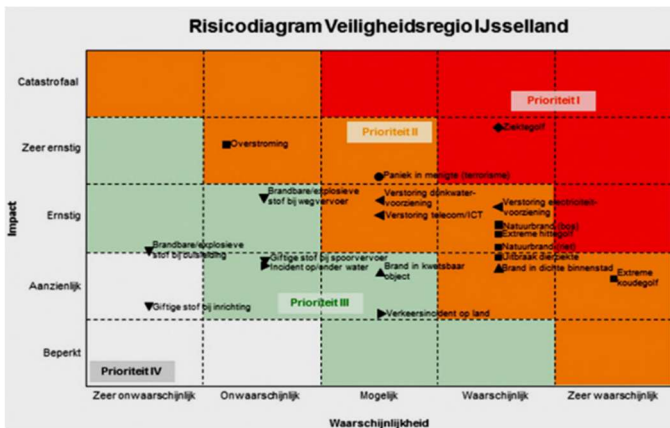 Risicodiagram Veiligheidsregio IJsselland
Catastrofaal
Prioriteit I
Zeer ernstig
Prioriteit II
Ziektegolf
Overstroming
Paniek in menigte (terrorisme)
Ernstig
Brandbare/explosieve
stof bij wegvervoer
Verstoring drinkwater-
voorziening
Verstoring telecom/ICT
Verstoring electriciteit-
voorziening
Natuurbrand (bos)
Extreme hittegolf
Brandbare/explosieve
stof bij buisleiding
Natuurbrand
Impact
Aanzienlijk
Giftige stof bij spoorvervoer
Incident op/onder water
Brand in kwetsbaar
object
Uitbraak dierziekte
Brand in dichte binnenstad
Extreme
koudegolf
Giftige stof bij inrichting
Prioriteit III
Verkeersincident op land
Beperkt
Prioriteit IV
Zeer onwaarschijnlijk
Onwaarschijnlijk
Mogelijk
Waarschijnlijk
Zeer waarschijnlijk
Waarschijnlijkheid